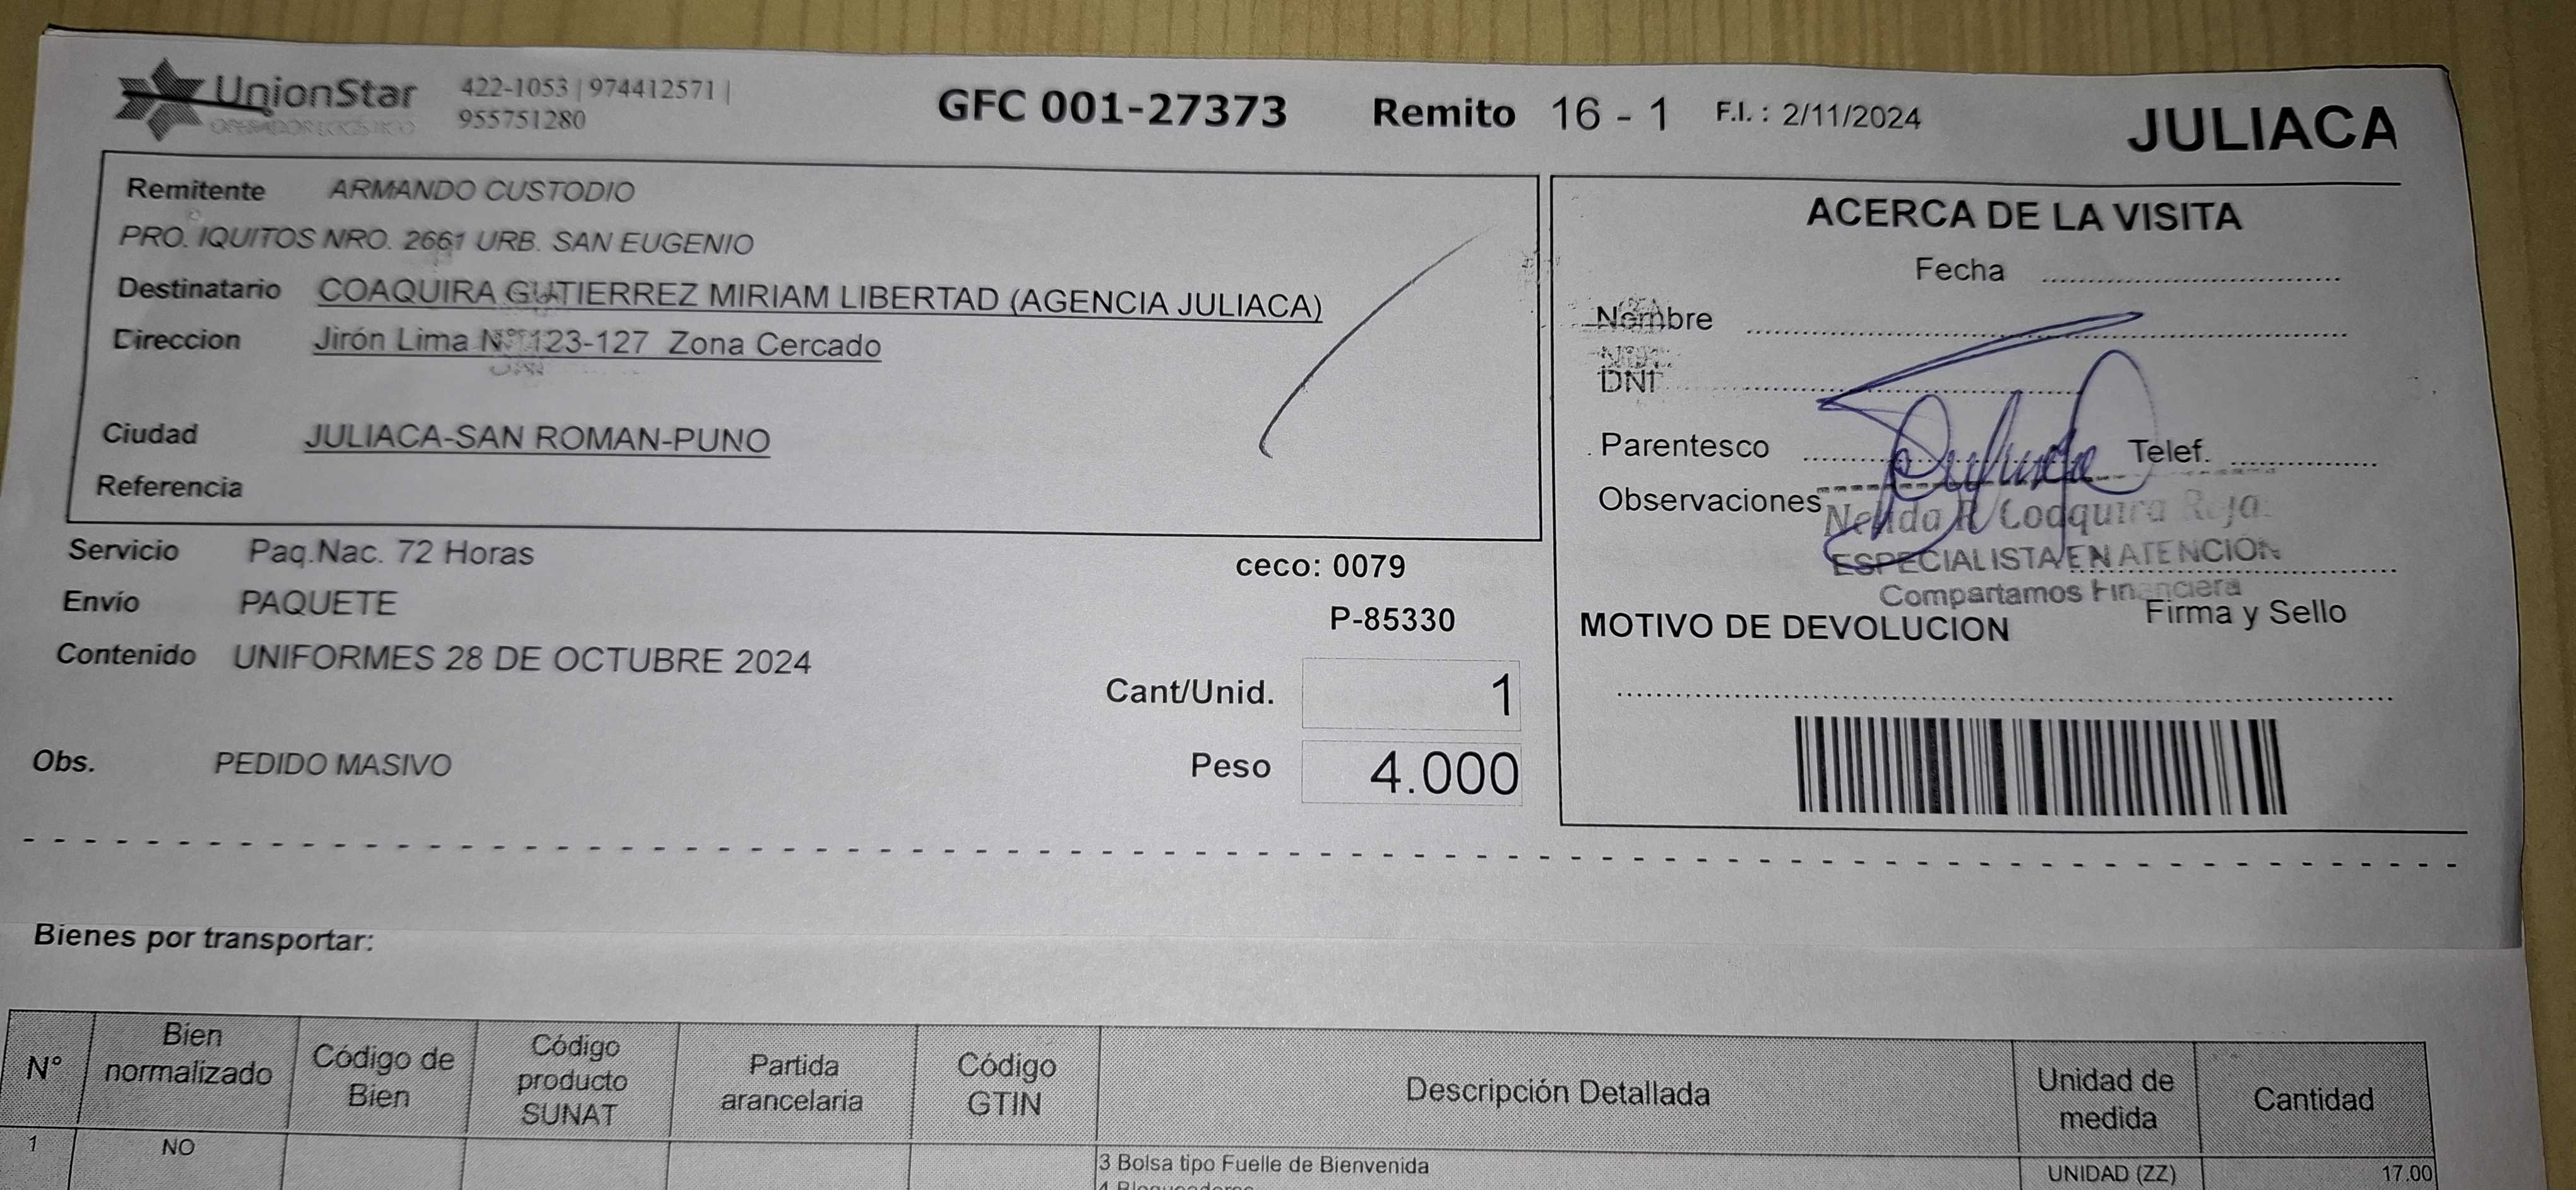 UnionStar
OPERADOR LOGÍSTICO
422-1053 | 974412571 |
955751280
GFC 001-27373 Remito 16 - 1 F.I. : 2/11/2024
JULIACA
Remitente ARMANDO CUSTODIO
PRO. IQUITOS NRO. 2661 URB. SAN EUGENIO
Destinatario COAQUIRA GUTIERREZ MIRIAM LIBERTAD (AGENCIA JULIACA)
Direccion Jirón Lima N° 123-127 Zona Cercado
Ciudad JULIACA-SAN ROMAN-PUNO
Referencia
Servicio Paq.Nac. 72 Horas
Envío PAQUETE
Contenido UNIFORMES 28 DE OCTUBRE 2024
Obs. PEDIDO MASIVO
ceco: 0079
P-85330
Cant/Unid. 1
Peso 4.000
ACERCA DE LA VISITA
Fecha
Nombre
DNI
Parentesco Telef.
Observaciones
Coaquira
ESPECIALISTA EN ATENCIÓN
Compartamos Financiera
Firma y Sello
MOTIVO DE DEVOLUCION
Bienes por transportar:
N° Bien normalizado Código de Bien Código producto SUNAT Partida arancelaria Código GTIN Descripción Detallada Unidad de medida Cantidad
1 NO 3 Bolsa tipo Fuelle de Bienvenida UNIDAD (ZZ) 17.00